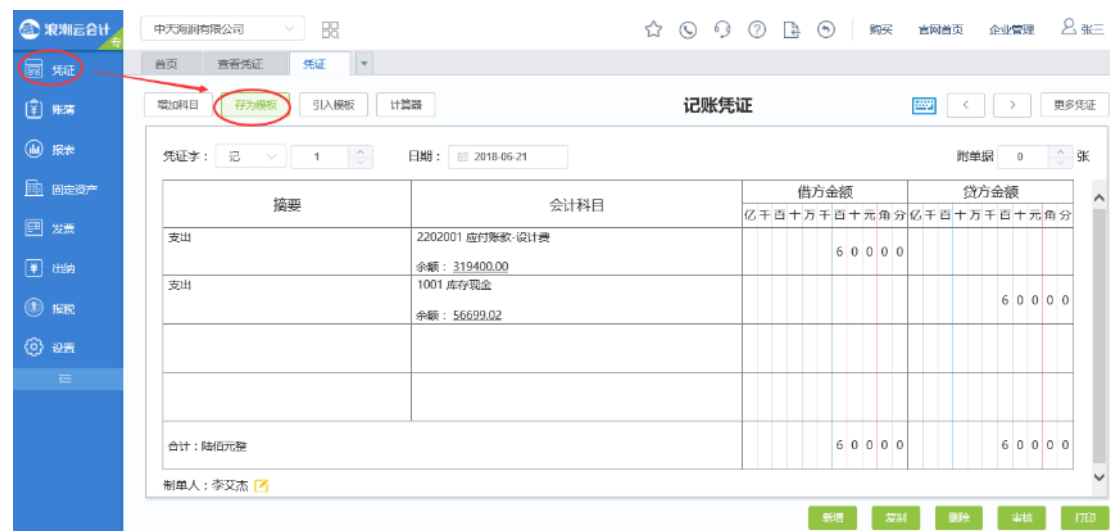 浪潮云会计
专
中天海润有限公司
购买 官网首页 企业管理 张三
凭证
账簿
报表
固定资产
发票
出纳
报税
设置
首页 查看凭证 凭证
增加科目 存为模板 引入模板 计算器 记账凭证 更多凭证
凭证字： 记 1 日期： 2018-06-21 附单据 0 张
摘要 会计科目 借方金额 贷方金额
亿千百十万千百十元角分 亿千百十万千百十元角分
支出 2202001 应付账款-设计费 60000
余额：319400.00
支出 1001 库存现金 60000
余额：56699.02
合计：陆佰元整 60000 60000
制单人：李艾杰
新增 复制 删除 审核 打印